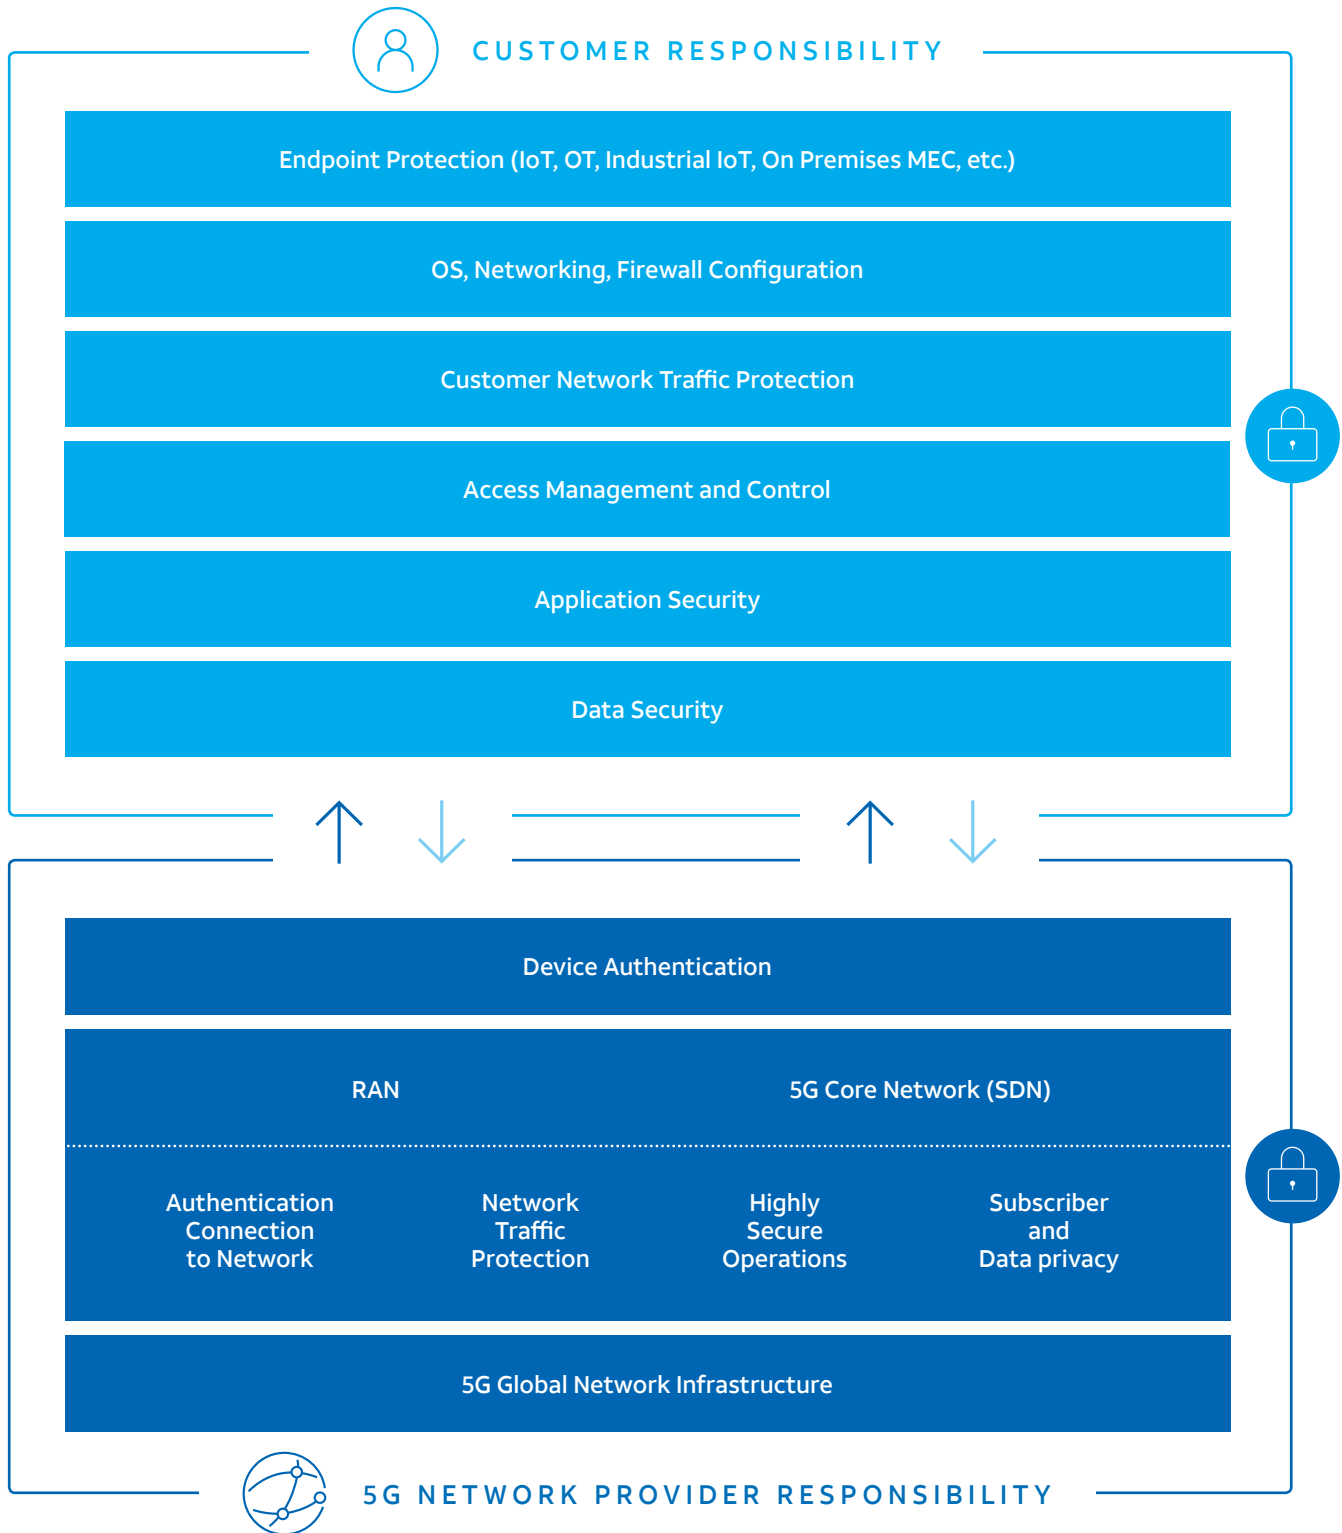 CUSTOMER RESPONSIBILITY
Endpoint Protection (IoT, OT, Industrial IoT, On Premises MEC, etc.)
OS, Networking, Firewall Configuration
Customer Network Traffic Protection
Access Management and Control
Application Security
Data Security
Device Authentication
RAN
5G Core Network (SDN)
Authentication
Connection
to Network
Network
Traffic
Protection
Highly
Secure
Operations
Subscriber
and
Data privacy
5G Global Network Infrastructure
5G NETWORK PROVIDER RESPONSIBILITY